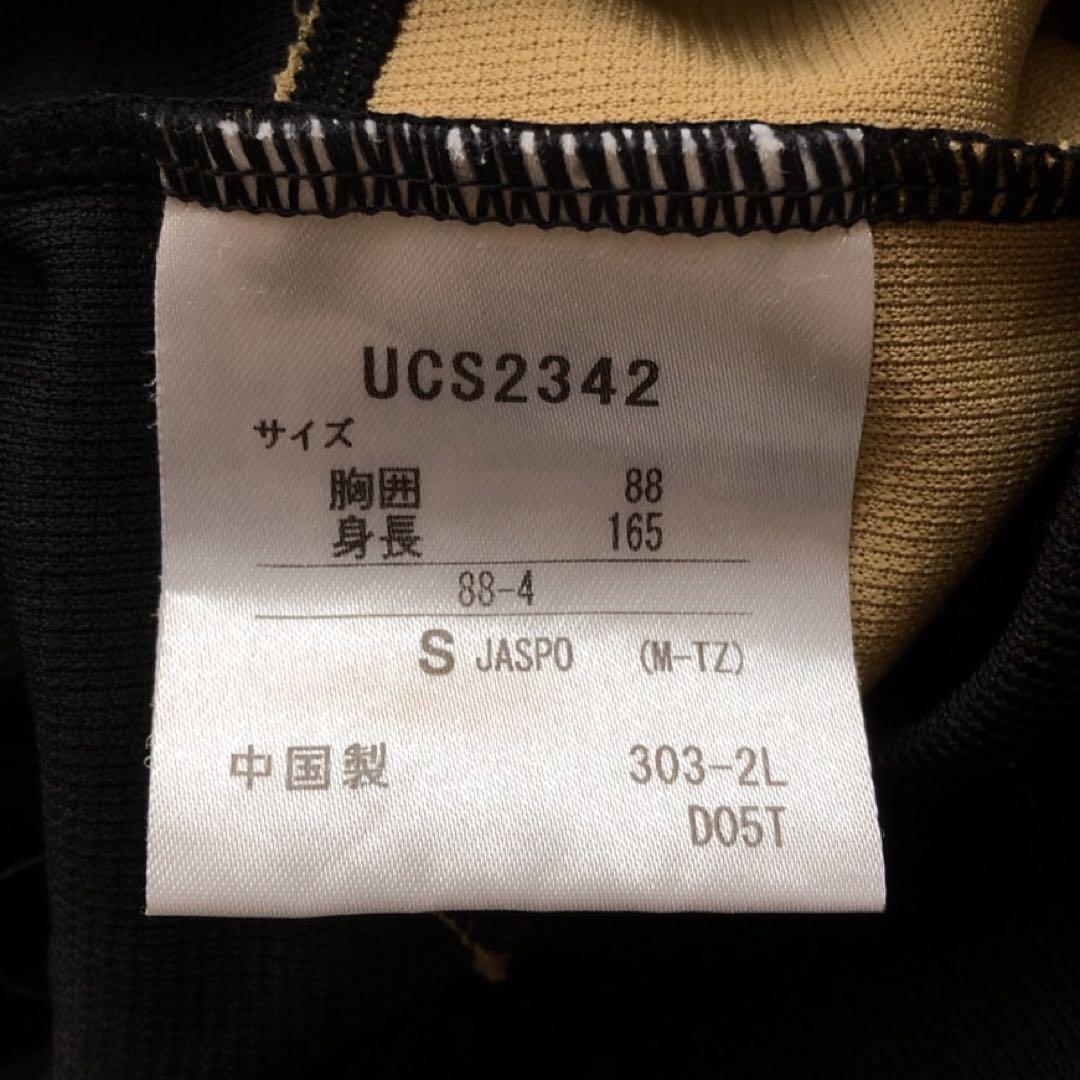 UCS2342
サイズ
胸囲 88
身長 165
88-4
S JASPO (M-TZ)
中国製 303-2L
D05T